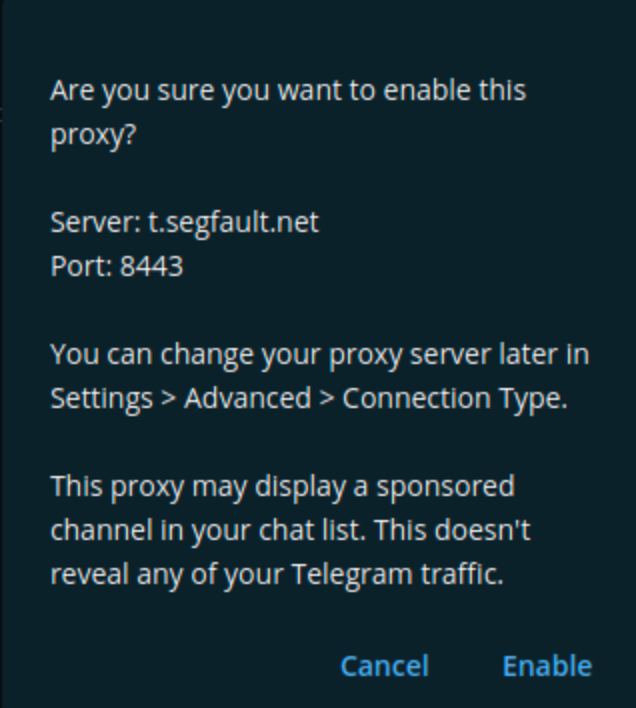 Are you sure you want to enable this
proxy?
Server: t.segfault.net
Port: 8443
You can change your proxy server later in
Settings > Advanced > Connection Type.
This proxy may display a sponsored
channel in your chat list. This doesn't
reveal any of your Telegram traffic.
Cancel Enable